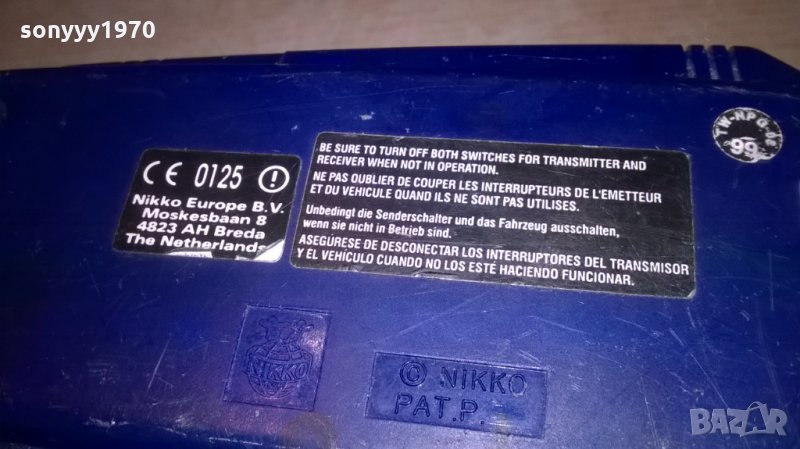 sonyyy1970
CE 0125
Nikko Europe B.V.
Moskesbaan 8
4823 AH Breda
The Netherlands
BE SURE TO TURN OFF BOTH SWITCHES FOR TRANSMITTER AND
RECEIVER WHEN NOT IN OPERATION.
NE PAS OUBLIER DE COUPER LES INTERRUPTEURS DE L'EMETTEUR
ET DU VEHICULE QUAND ILS NE SONT PAS UTILISES.
Unbedingt die Senderschalter und das Fahrzeug ausschalten,
wenn sie nicht in Betrieb sind.
ASEGÚRESE DE DESCONECTAR LOS INTERRUPTORES DEL TRANSMISOR
Y EL VEHÍCULO CUANDO NO LOS ESTÉ HACIENDO FUNCIONAR.
99
NIKKO
© NIKKO
PAT.P.
BAZAR